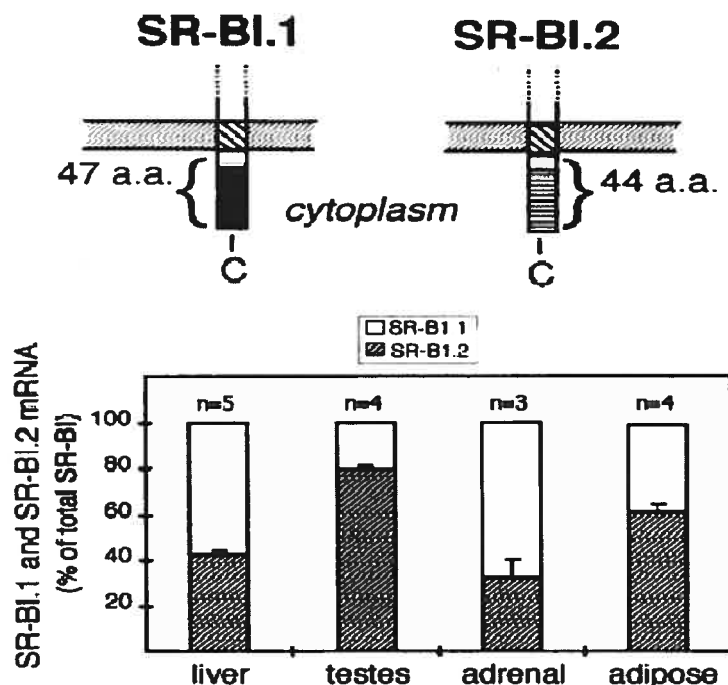 SR-BI.1 SR-BI.2
47 a.a. 44 a.a.
cytoplasm
C C
SR-B1 1
SR-B1.2
SR-BI.1 and SR-BI.2 mRNA
(% of total SR-BI)
n=5 n=4 n=3 n=4
100
80
60
40
20
liver testes adrenal adipose